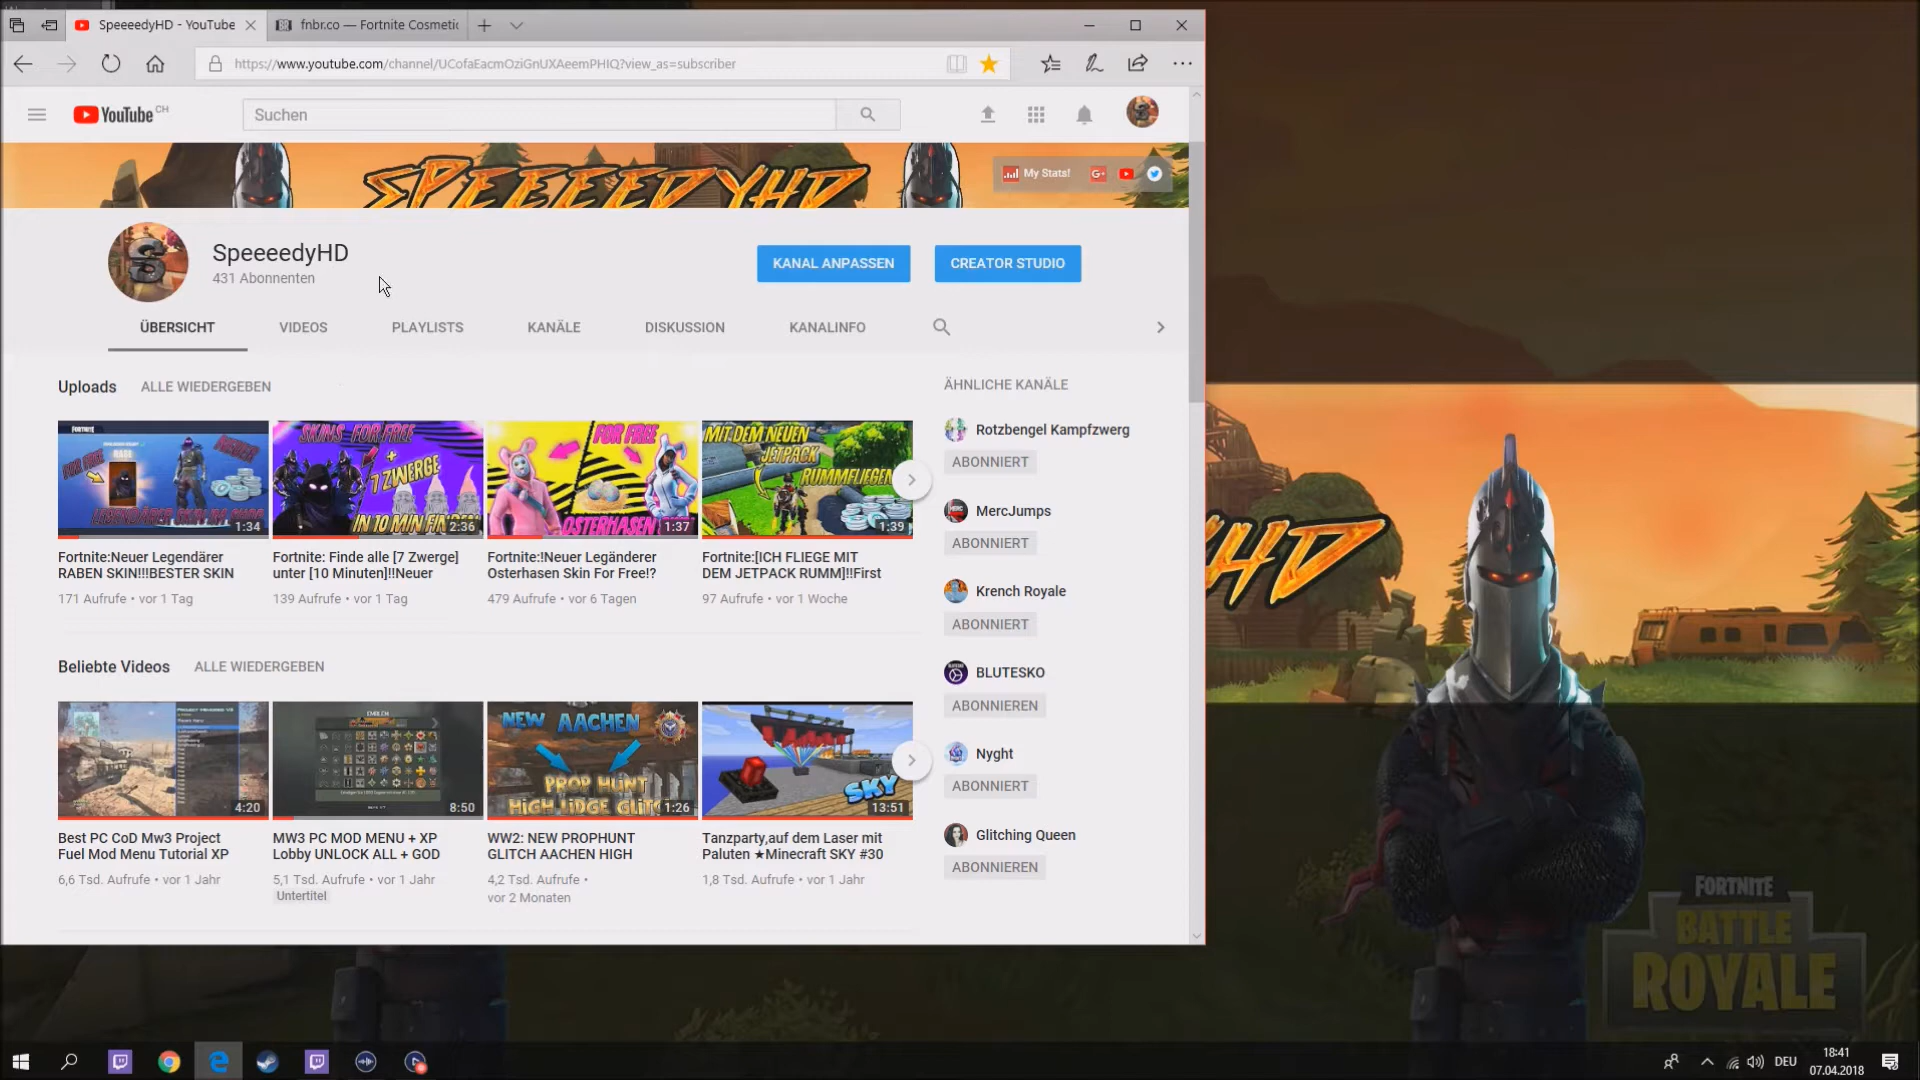 SpeeeedyHD - YouTube
fnbr.co — Fortnite Cosmetic
https://www.youtube.com/channel/UCofaEacmOziGnUXAeemPHIQ?view_as=subscriber
YouTube CH
Suchen
SPEEEEDYHD
My Stats!
SpeeeedyHD
431 Abonnenten
KANAL ANPASSEN
CREATOR STUDIO
ÜBERSICHT
VIDEOS
PLAYLISTS
KANÄLE
DISKUSSION
KANALINFO
Uploads
ALLE WIEDERGEBEN
FORTNITE
FOR FREE
LEGENDÄRER SKIN IM SHOP
1:34
SKINS FOR FREE
+
7 ZWERGE
IN 10 MIN FINDEN
2:36
FOR FREE
OSTERHASEN
1:37
MIT DEM NEUEN
JETPACK
RUMMFLIEGEN
1:39
Fortnite:Neuer Legendärer
RABEN SKIN!!!BESTER SKIN
171 Aufrufe • vor 1 Tag
Fortnite: Finde alle [7 Zwerge]
unter [10 Minuten]!!Neuer
139 Aufrufe • vor 1 Tag
Fortnite:!Neuer Legänderer
Osterhasen Skin For Free!?
479 Aufrufe • vor 6 Tagen
Fortnite:[ICH FLIEGE MIT
DEM JETPACK RUMM]!!First
97 Aufrufe • vor 1 Woche
Beliebte Videos
ALLE WIEDERGEBEN
4:20
EMBLEM
8:50
NEW AACHEN
PROP HUNT
1:26
SKY
13:51
Best PC CoD Mw3 Project
Fuel Mod Menu Tutorial XP
6,6 Tsd. Aufrufe • vor 1 Jahr
MW3 PC MOD MENU + XP
Lobby UNLOCK ALL + GOD
5,1 Tsd. Aufrufe • vor 1 Jahr
Untertitel
WW2: NEW PROPHUNT
GLITCH AACHEN HIGH
4,2 Tsd. Aufrufe •
vor 2 Monaten
Tanzparty,auf dem Laser mit
Paluten ★Minecraft SKY #30
1,8 Tsd. Aufrufe • vor 1 Jahr
ÄHNLICHE KANÄLE
Rotzbengel Kampfzwerg
ABONNIERT
MercJumps
ABONNIERT
Krench Royale
ABONNIERT
BLUTESKO
ABONNIEREN
Nyght
ABONNIERT
Glitching Queen
ABONNIEREN
YHD
FORTNITE
BATTLE
ROYALE
DEU
18:41
07.04.2018